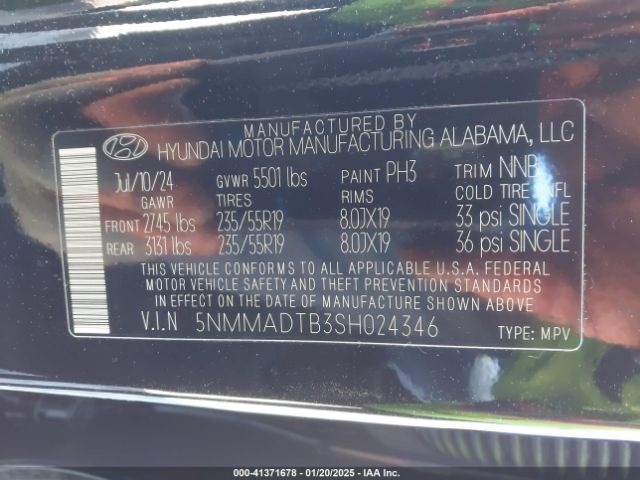 MANUFACTURED BY
HYUNDAI MOTOR MANUFACTURING ALABAMA, LLC
Jul/10/24 GVWR 5501 lbs PAINT PH3 TRIM NNB
GAWR TIRES RIMS COLD TIRE INFL
FRONT 2745 lbs 235/55R19 8.0JX19 33 psi SINGLE
REAR 3131 lbs 235/55R19 8.0JX19 36 psi SINGLE
THIS VEHICLE CONFORMS TO ALL APPLICABLE U.S.A. FEDERAL
MOTOR VEHICLE SAFETY AND THEFT PREVENTION STANDARDS
IN EFFECT ON THE DATE OF MANUFACTURE SHOWN ABOVE.
V.I.N 5NMMADTB3SH024346 TYPE: MPV
000-41371678 - 01/20/2025 - IAA Inc.